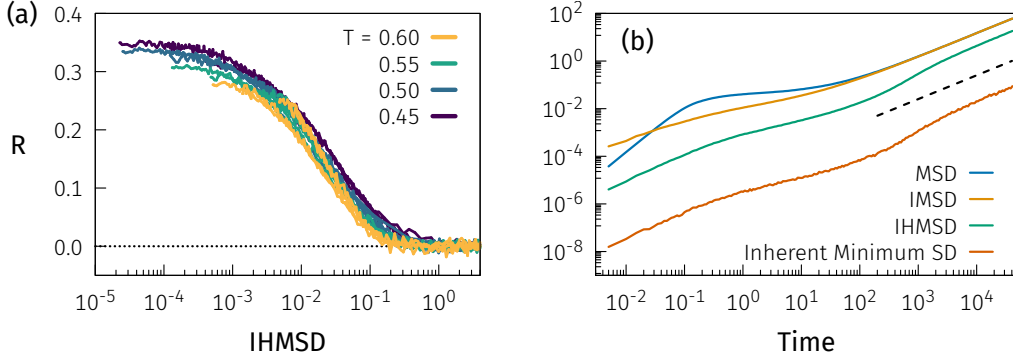 (a)
R
0.4
0.3
0.2
0.1
0.0
T = 0.60
0.55
0.50
0.45
10⁻⁵ 10⁻⁴ 10⁻³ 10⁻² 10⁻¹ 10⁰
IHMSD
(b)
10²
10⁰
10⁻²
10⁻⁴
10⁻⁶
10⁻⁸
MSD
IMSD
IHMSD
Inherent Minimum SD
10⁻² 10⁻¹ 10⁰ 10¹ 10² 10³ 10⁴
Time